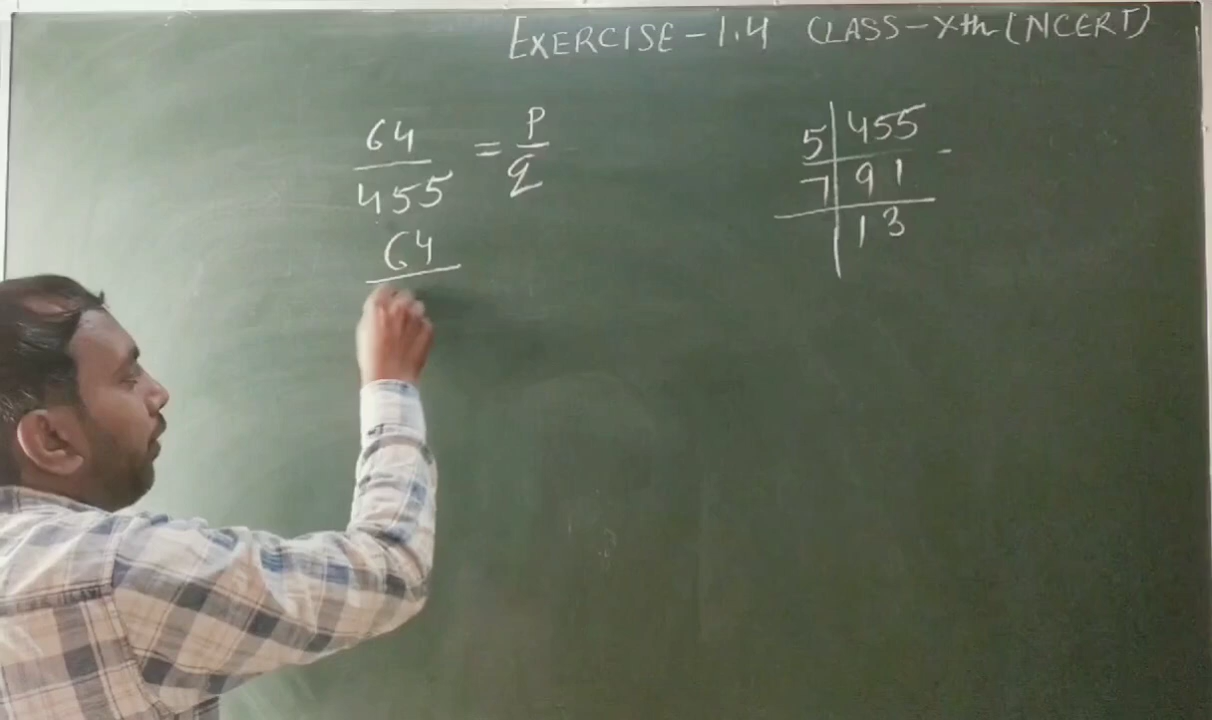 EXERCISE-1.4 CLASS-Xth (NCERT)
64/455 = P/q
64
5 | 455 -
7 | 91
| 13